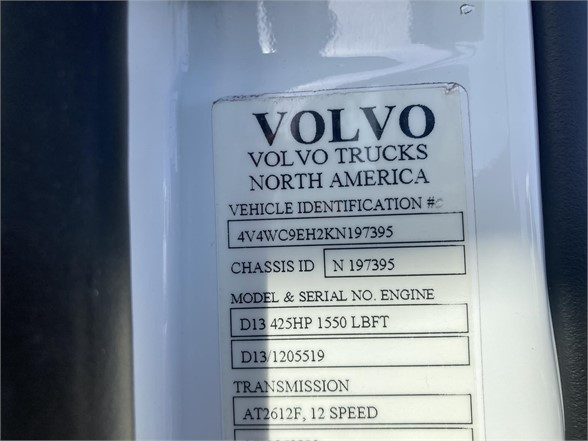 VOLVO
VOLVO TRUCKS
NORTH AMERICA
VEHICLE IDENTIFICATION #
4V4WC9EH2KN197395
CHASSIS ID N 197395
MODEL & SERIAL NO. ENGINE
D13 425HP 1550 LBFT
D13/1205519
TRANSMISSION
AT2612F, 12 SPEED